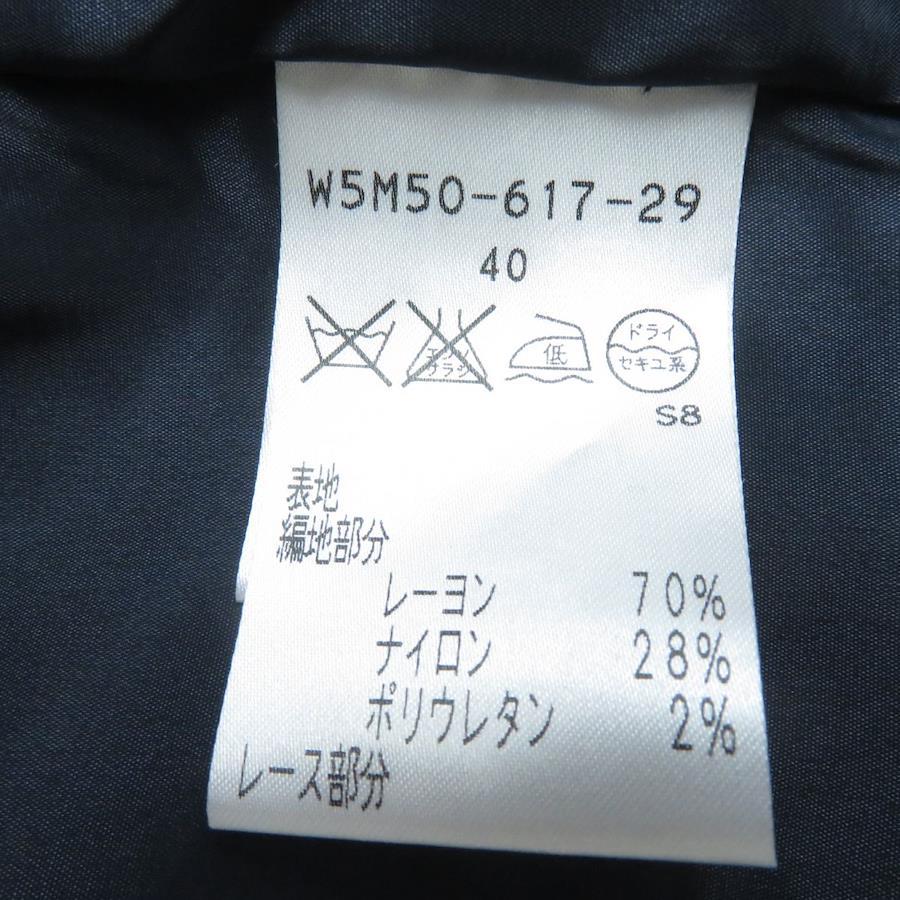 W5M50-617-29
40
エンソ
サラシ
低
ドライ
セキユ系
S8
表地
編地部分
レーヨン 70%
ナイロン 28%
ポリウレタン 2%
レース部分